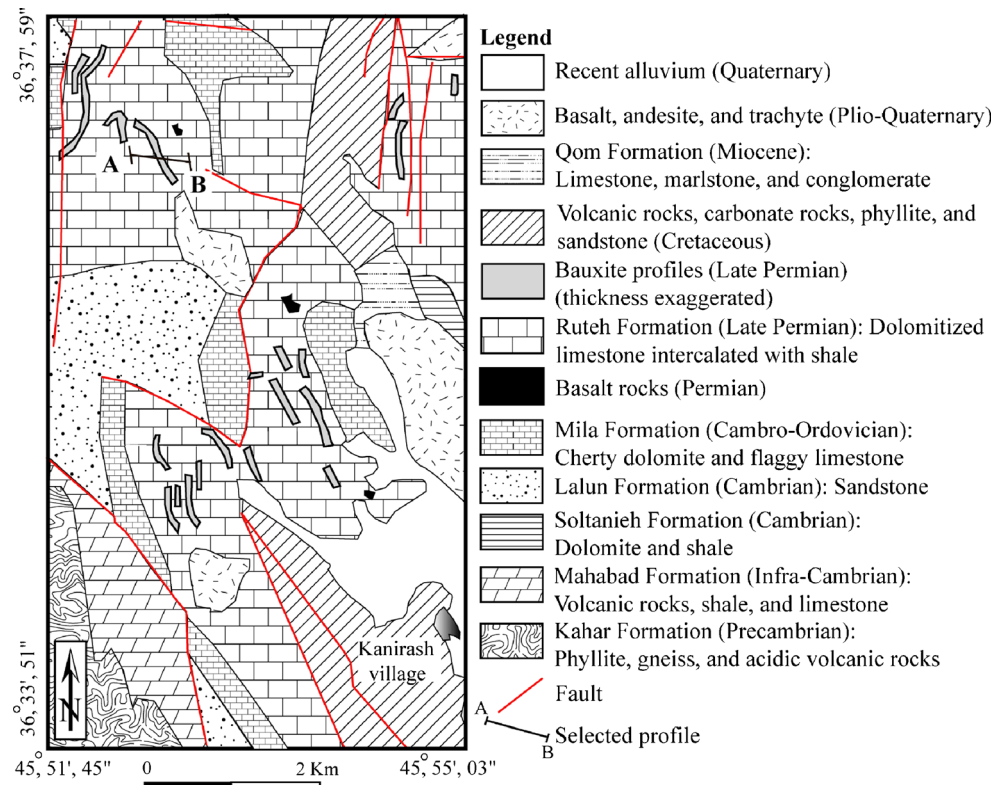 36°37', 59"
A
B
Kanirash
village
N
36°33', 51"
45°51', 45"
0
2 Km
45°55', 03"
Legend
Recent alluvium (Quaternary)
Basalt, andesite, and trachyte (Plio-Quaternary)
Qom Formation (Miocene):
Limestone, marlstone, and conglomerate
Volcanic rocks, carbonate rocks, phyllite, and
sandstone (Cretaceous)
Bauxite profiles (Late Permian)
(thickness exaggerated)
Ruteh Formation (Late Permian): Dolomitized
limestone intercalated with shale
Basalt rocks (Permian)
Mila Formation (Cambro-Ordovician):
Cherty dolomite and flaggy limestone
Lalun Formation (Cambrian): Sandstone
Soltanieh Formation (Cambrian):
Dolomite and shale
Mahabad Formation (Infra-Cambrian):
Volcanic rocks, shale, and limestone
Kahar Formation (Precambrian):
Phyllite, gneiss, and acidic volcanic rocks
Fault
A
Selected profile
B